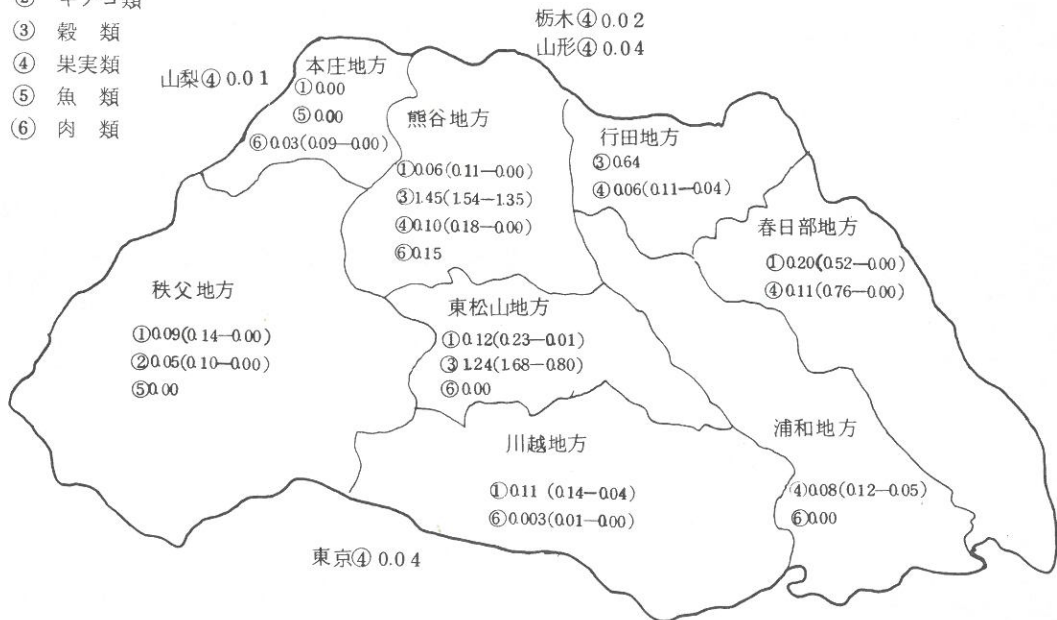 ③ 穀 類
④ 果実類
⑤ 魚 類
⑥ 肉 類
栃木④0.02
山形④0.04
山梨④0.01
本庄地方
①0.00
⑤0.00
⑥0.03(0.09−0.00)
熊谷地方
①0.06(0.11−0.00)
③1.45(1.54−1.35)
④0.10(0.18−0.00)
⑥0.15
行田地方
③0.64
④0.06(0.11−0.04)
春日部地方
①0.20(0.52−0.00)
④0.11(0.76−0.00)
秩父地方
①0.09(0.14−0.00)
②0.05(0.10−0.00)
⑤0.00
東松山地方
①0.12(0.23−0.01)
③1.24(1.68−0.80)
⑥0.00
川越地方
①0.11 (0.14−0.04)
⑥0.003(0.01−0.00)
浦和地方
④0.08(0.12−0.05)
⑥0.00
東京④0.04